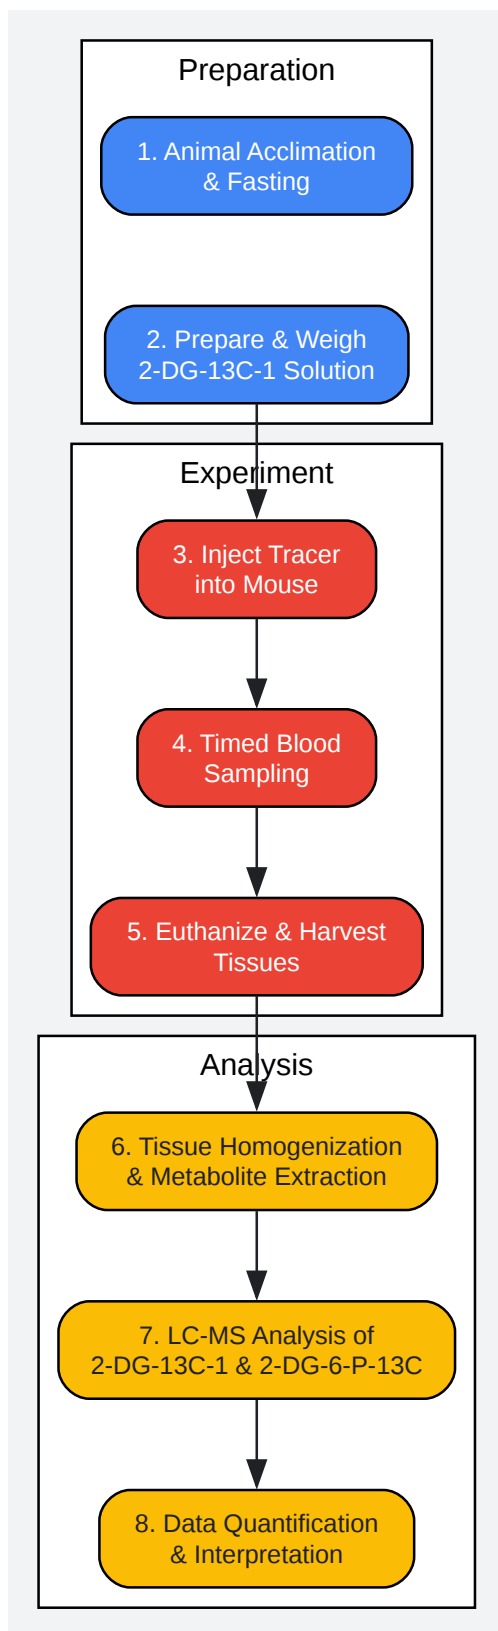 Preparation
1. Animal Acclimation
& Fasting
2. Prepare & Weigh
2-DG-13C-1 Solution
Experiment
3. Inject Tracer
into Mouse
4. Timed Blood
Sampling
5. Euthanize & Harvest
Tissues
Analysis
6. Tissue Homogenization
& Metabolite Extraction
7. LC-MS Analysis of
2-DG-13C-1 & 2-DG-6-P-13C
8. Data Quantification
& Interpretation